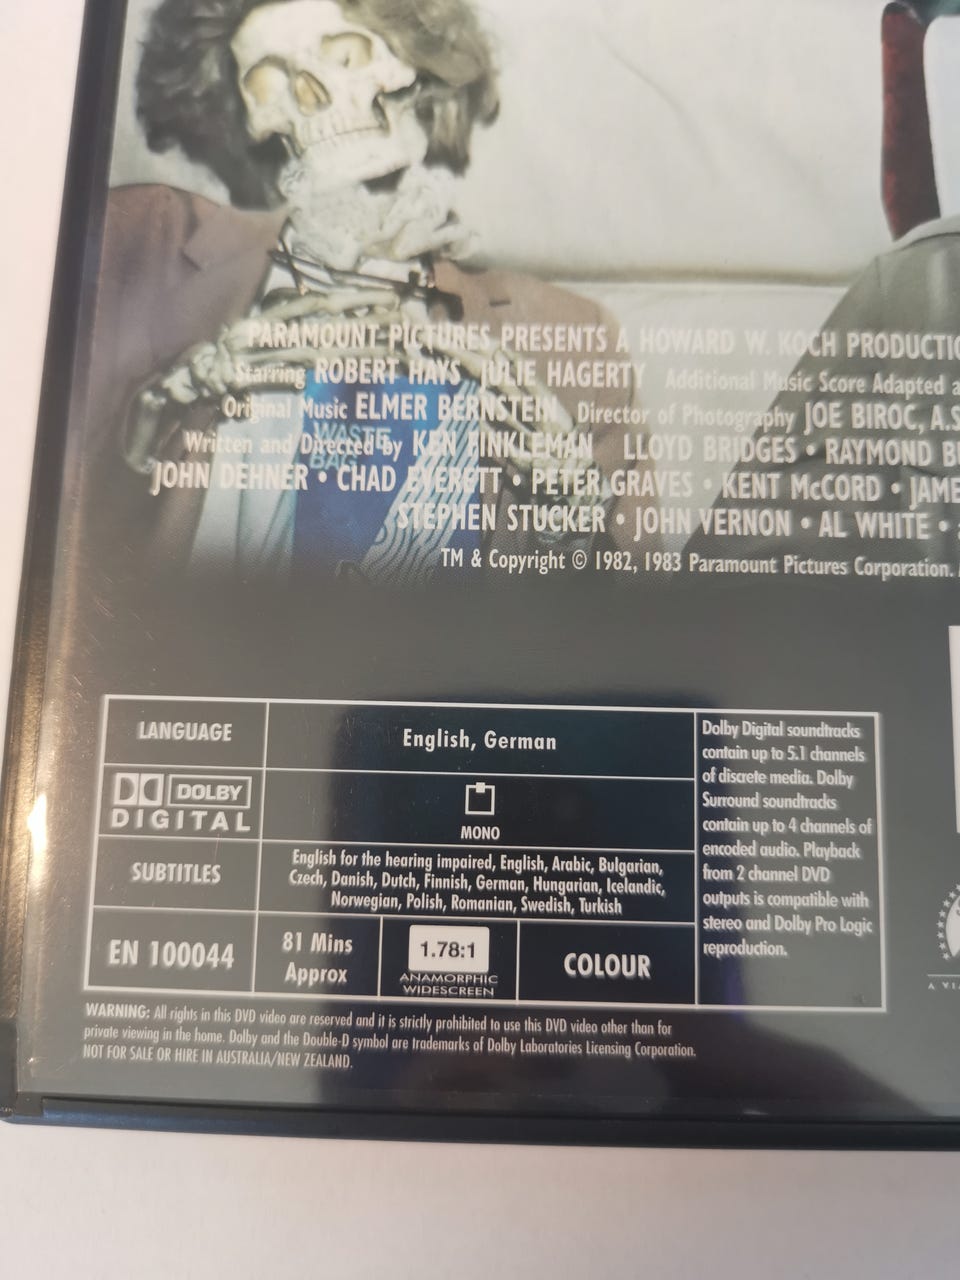 PARAMOUNT PICTURES PRESENTS A HOWARD W. KOCH PRODUCTIO
Starring ROBERT HAYS JULIE HAGERTY Additional Music Score Adapted a
Original Music ELMER BERNSTEIN Director of Photography JOE BIROC, A.S
WASTE
BAG
Written and Directed by KEN FINKLEMAN LLOYD BRIDGES • RAYMOND B
JOHN DEHNER • CHAD EVERETT • PETER GRAVES • KENT McCORD • JAME
STEPHEN STUCKER • JOHN VERNON • AL WHITE •
TM & Copyright © 1982, 1983 Paramount Pictures Corporation.
LANGUAGE
English, German
DOLBY
DIGITAL
MONO
SUBTITLES
English for the hearing impaired, English, Arabic, Bulgarian,
Czech, Danish, Dutch, Finnish, German, Hungarian, Icelandic,
Norwegian, Polish, Romanian, Swedish, Turkish
EN 100044
81 Mins
Approx
1.78:1
ANAMORPHIC
WIDESCREEN
COLOUR
Dolby Digital soundtracks
contain up to 5.1 channels
of discrete media. Dolby
Surround soundtracks
contain up to 4 channels of
encoded audio. Playback
from 2 channel DVD
outputs is compatible with
stereo and Dolby Pro Logic
reproduction.
A VI
WARNING: All rights in this DVD video are reserved and it is strictly prohibited to use this DVD video other than for
private viewing in the home. Dolby and the Double-D symbol are trademarks of Dolby Laboratories Licensing Corporation.
NOT FOR SALE OR HIRE IN AUSTRALIA/NEW ZEALAND.